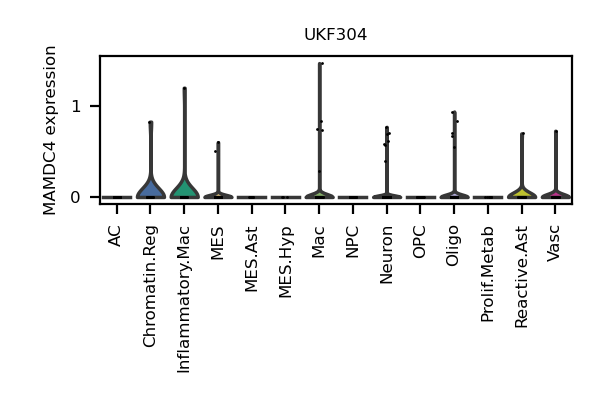 UKF304
MAMDC4 expression
1
0
AC
Chromatin.Reg
Inflammatory.Mac
MES
MES.Ast
MES.Hyp
Mac
NPC
Neuron
OPC
Oligo
Prolif.Metab
Reactive.Ast
Vasc